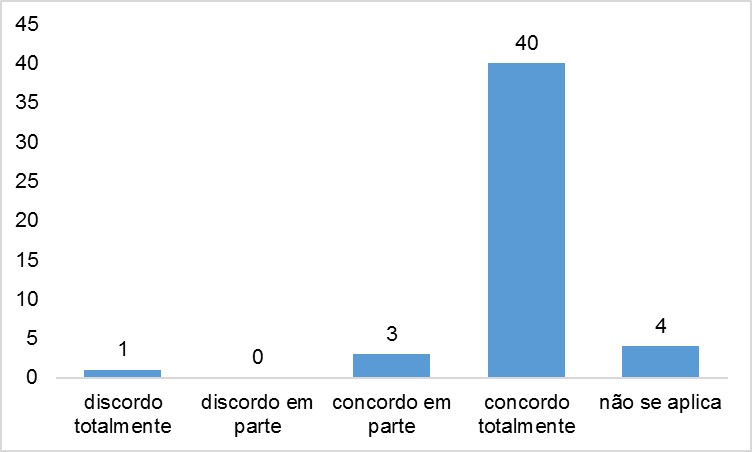 45
40
35
30
25
20
15
10
5
0
1
0
3
40
4
discordo
totalmente
discordo em
parte
concordo em
parte
concordo
totalmente
não se aplica